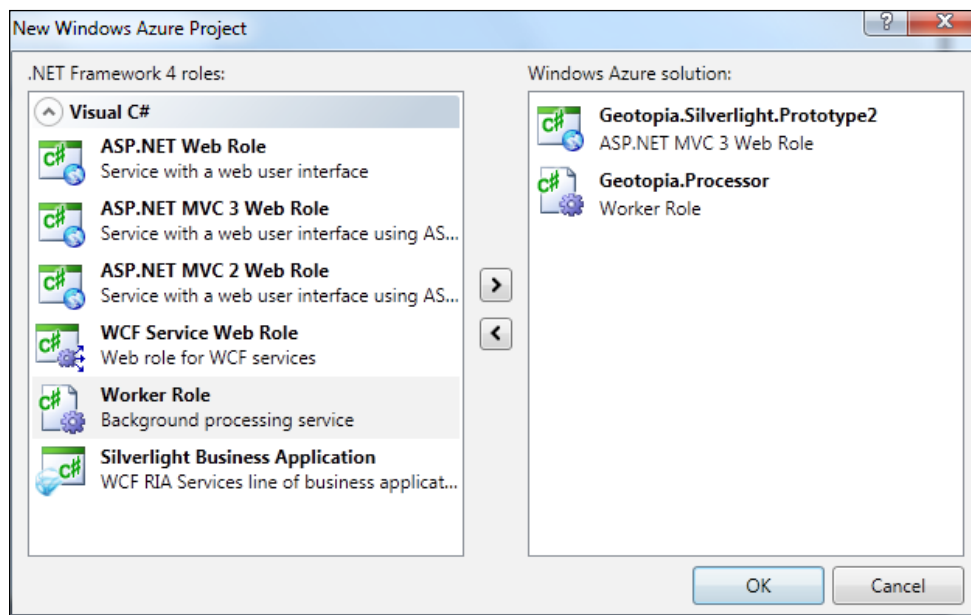 New Windows Azure Project
.NET Framework 4 roles:
Visual C#
ASP.NET Web Role
Service with a web user interface
ASP.NET MVC 3 Web Role
Service with a web user interface using AS...
ASP.NET MVC 2 Web Role
Service with a web user interface using AS...
WCF Service Web Role
Web role for WCF services
Worker Role
Background processing service
Silverlight Business Application
WCF RIA Services line of business applicat...
Windows Azure solution:
Geotopia.Silverlight.Prototype2
ASP.NET MVC 3 Web Role
Geotopia.Processor
Worker Role
OK
Cancel